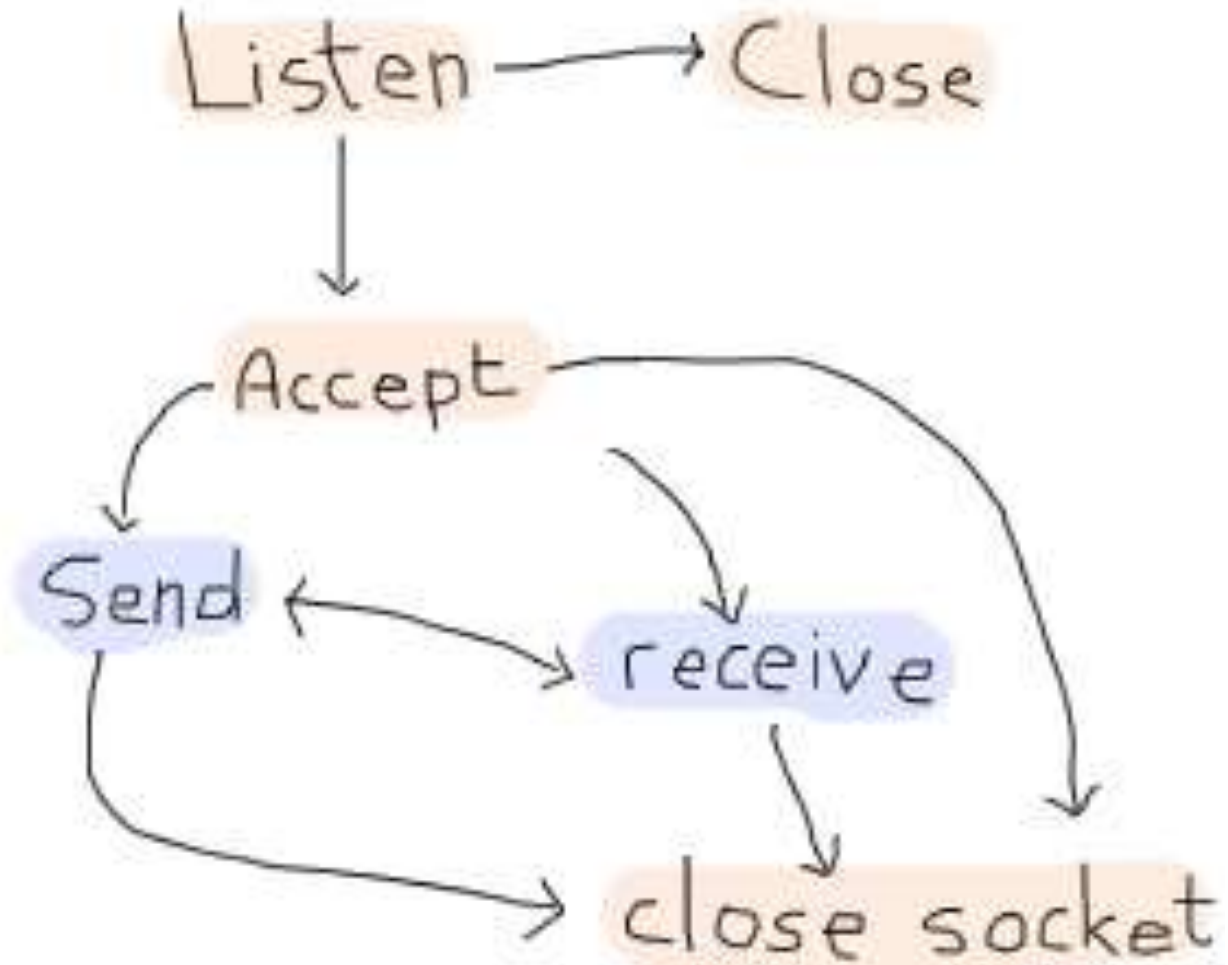 Listen
Close
Accept
Send
receive
close socket